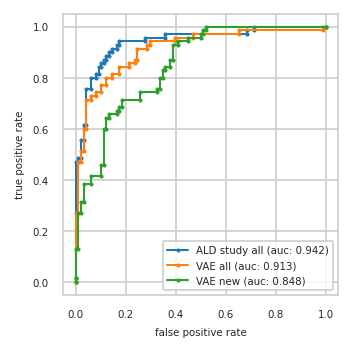 1.0
0.8
0.6
0.4
0.2
0.0
true positive rate
ALD study all (auc: 0.942)
VAE all (auc: 0.913)
VAE new (auc: 0.848)
0.0 0.2 0.4 0.6 0.8 1.0
false positive rate